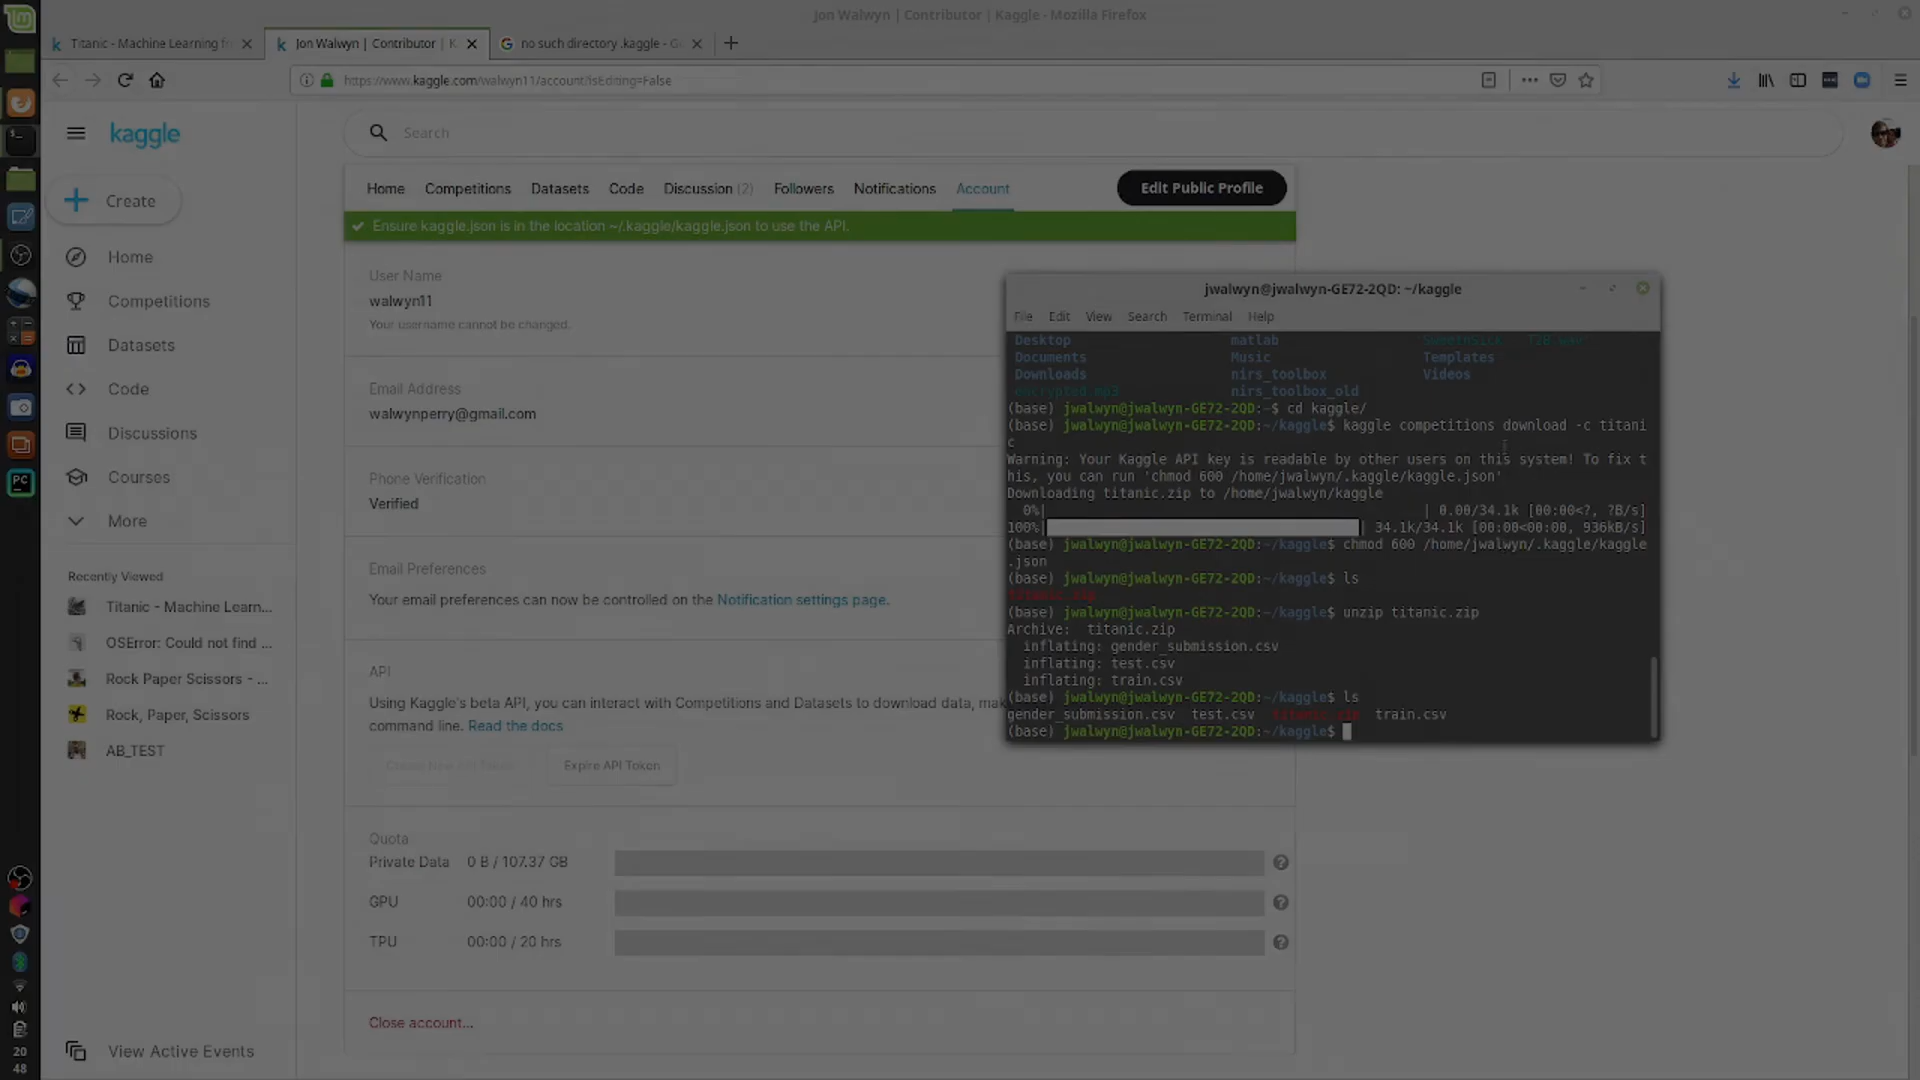 Jon Walwyn | Contributor | Kaggle - Mozilla Firefox
Titanic - Machine Learning fr
Jon Walwyn | Contributor | K
no such directory .kaggle - Go
https://www.kaggle.com/walwyn11/account?isEditing=False
kaggle
Search
Create
Home
Competitions
Datasets
Code
Discussions
Courses
More
Recently Viewed
Titanic - Machine Learn...
OSError: Could not find ...
Rock Paper Scissors - ...
Rock, Paper, Scissors
AB_TEST
View Active Events
Home Competitions Datasets Code Discussion (2) Followers Notifications Account
Edit Public Profile
Ensure kaggle.json is in the location ~/.kaggle/kaggle.json to use the API.
User Name
walwyn11
Your username cannot be changed.
Email Address
walwynperry@gmail.com
Phone Verification
Verified
Email Preferences
Your email preferences can now be controlled on the Notification settings page.
API
Using Kaggle's beta API, you can interact with Competitions and Datasets to download data, mak
command line. Read the docs
Create New API Token
Expire API Token
Quota
Private Data 0 B / 107.37 GB
GPU 00:00 / 40 hrs
TPU 00:00 / 20 hrs
Close account...
jwalwyn@jwalwyn-GE72-2QD: ~/kaggle
File Edit View Search Terminal Help
Desktop matlab
Documents Music Templates
Downloads nirs_toolbox Videos
encrypted.mp3 nirs_toolbox_old
(base) jwalwyn@jwalwyn-GE72-2QD:~$ cd kaggle/
(base) jwalwyn@jwalwyn-GE72-2QD:~/kaggle$ kaggle competitions download -c titani
c
Warning: Your Kaggle API key is readable by other users on this system! To fix t
his, you can run 'chmod 600 /home/jwalwyn/.kaggle/kaggle.json'
Downloading titanic.zip to /home/jwalwyn/kaggle
0%| | 0.00/34.1k [00:00<?, ?B/s]
100%| | 34.1k/34.1k [00:00<00:00, 936kB/s]
(base) jwalwyn@jwalwyn-GE72-2QD:~/kaggle$ chmod 600 /home/jwalwyn/.kaggle/kaggle
.json
(base) jwalwyn@jwalwyn-GE72-2QD:~/kaggle$ ls
titanic.zip
(base) jwalwyn@jwalwyn-GE72-2QD:~/kaggle$ unzip titanic.zip
Archive: titanic.zip
inflating: gender_submission.csv
inflating: test.csv
inflating: train.csv
(base) jwalwyn@jwalwyn-GE72-2QD:~/kaggle$ ls
gender_submission.csv test.csv titanic.zip train.csv
(base) jwalwyn@jwalwyn-GE72-2QD:~/kaggle$
PC
20
48